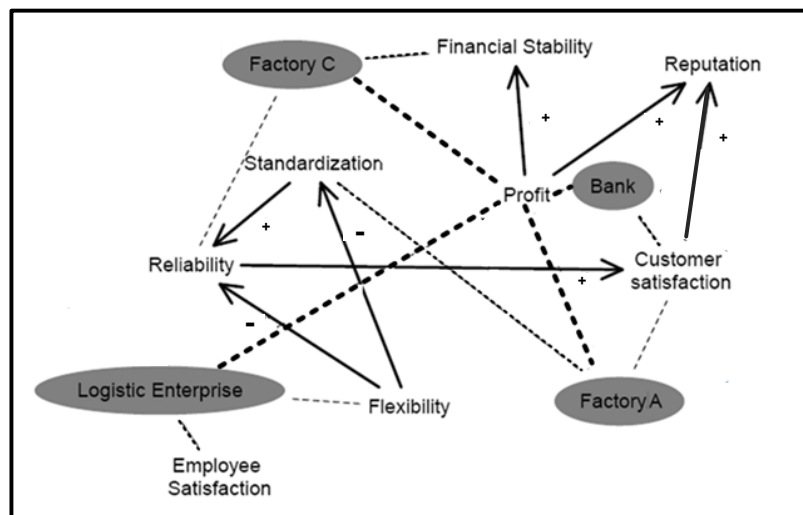 Financial Stability
Factory C
Reputation
+
+
+
Standardization
Profit
Bank
+
-
Reliability
Customer
satisfaction
+
-
Logistic Enterprise
Flexibility
Factory A
Employee
Satisfaction